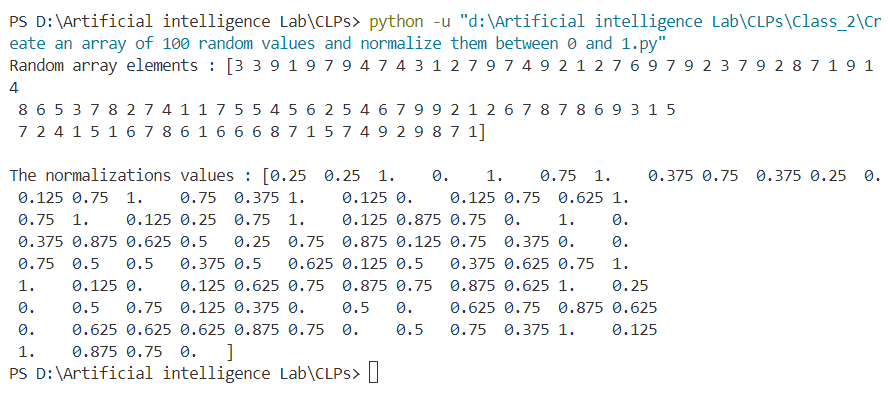 PS D:\Artificial intelligence Lab\CLPs> python -u "d:\Artificial intelligence Lab\CLPs\Class_2\Cr
eate an array of 100 random values and normalize them between 0 and 1.py"
Random array elements : [3 3 9 1 9 7 9 4 7 4 3 1 2 7 9 7 4 9 2 1 2 7 6 9 7 9 2 3 7 9 2 8 7 1 9 1
4
8 6 5 3 7 8 2 7 4 1 1 7 5 5 4 5 6 2 5 4 6 7 9 9 2 1 2 6 7 8 7 8 6 9 3 1 5
7 2 4 1 5 1 6 7 8 6 1 6 6 6 8 7 1 5 7 4 9 2 9 8 7 1]
The normalizations values : [0.25 0.25 1. 0. 1. 0.75 1. 0.375 0.75 0.375 0.25 0.
0.125 0.75 1. 0.75 0.375 1. 0.125 0. 0.125 0.75 0.625 1.
0.75 1. 0.125 0.25 0.75 1. 0.125 0.875 0.75 0. 1. 0.
0.375 0.875 0.625 0.5 0.25 0.75 0.875 0.125 0.75 0.375 0. 0.
0.75 0.5 0.5 0.375 0.5 0.625 0.125 0.5 0.375 0.625 0.75 1.
1. 0.125 0. 0.125 0.625 0.75 0.875 0.75 0.875 0.625 1. 0.25
0. 0.5 0.75 0.125 0.375 0. 0.5 0. 0.625 0.75 0.875 0.625
0. 0.625 0.625 0.625 0.875 0.75 0. 0.5 0.75 0.375 1. 0.125
1. 0.875 0.75 0. ]
PS D:\Artificial intelligence Lab\CLPs>